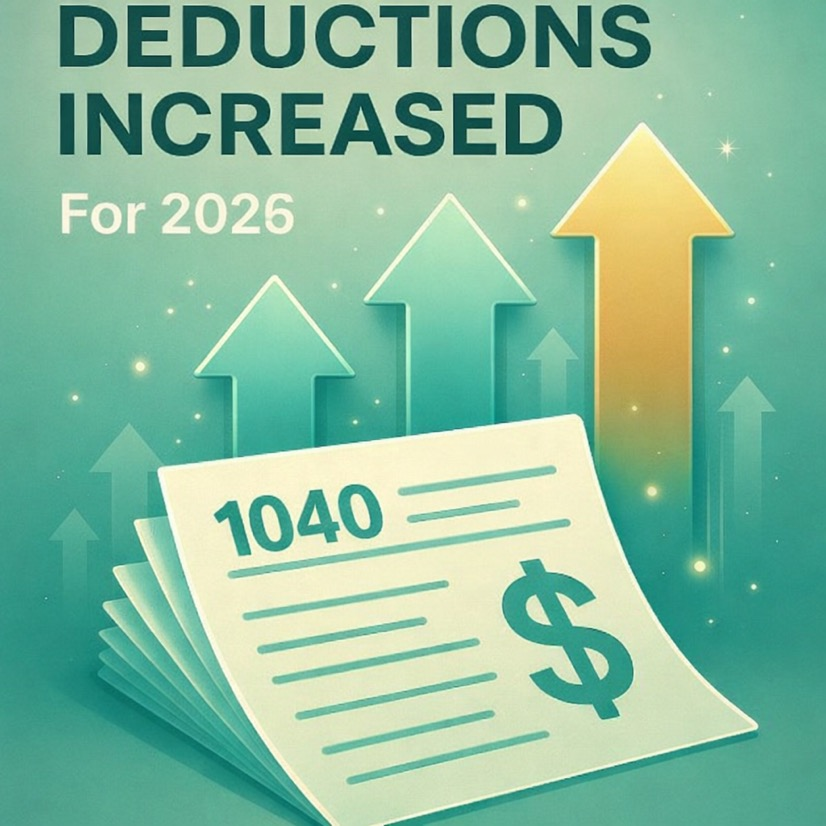 DEDUCTIONS
INCREASED
For 2026
1040
$